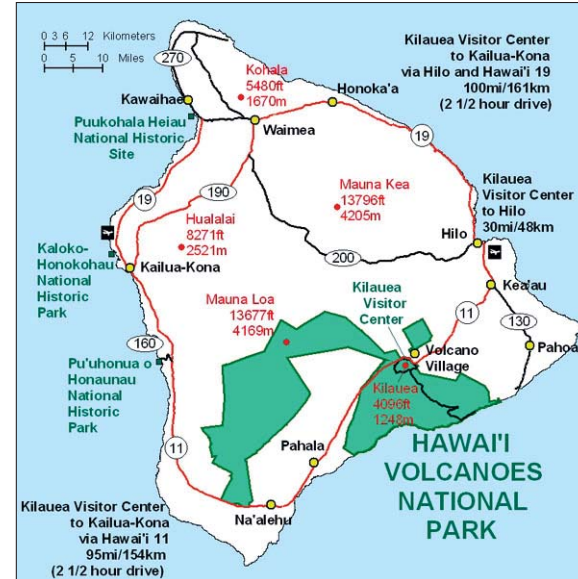 0 3 6 12 Kilometers
0 5 10 Miles
270
Kohala
5480ft
1670m
Kawaihae
Honoka'a
Kilauea Visitor Center
to Kailua-Kona
via Hilo and Hawai'i 19
100mi/161km
(2 1/2 hour drive)
Puukohala Heiau
National Historic
Site
Waimea
19
190
Mauna Kea
13796ft
4205m
Kilauea
Visitor Center
to Hilo
30mi/48km
19
Hualalai
8271ft
2521m
200
Hilo
Kaloko-
Honokohau
National
Historic
Park
Kailua-Kona
Kea'au
Mauna Loa
13677ft
4169m
Kilauea
Visitor
Center
11
130
160
Volcano
Village
Pahoa
Pu'uhonua o
Honaunau
National
Historic
Park
Kilauea
4096ft
1248m
11
Pahala
HAWAI'I
VOLCANOES
NATIONAL
PARK
Na'alehu
Kilauea Visitor Center
to Kailua-Kona
via Hawai'i 11
95mi/154km
(2 1/2 hour drive)